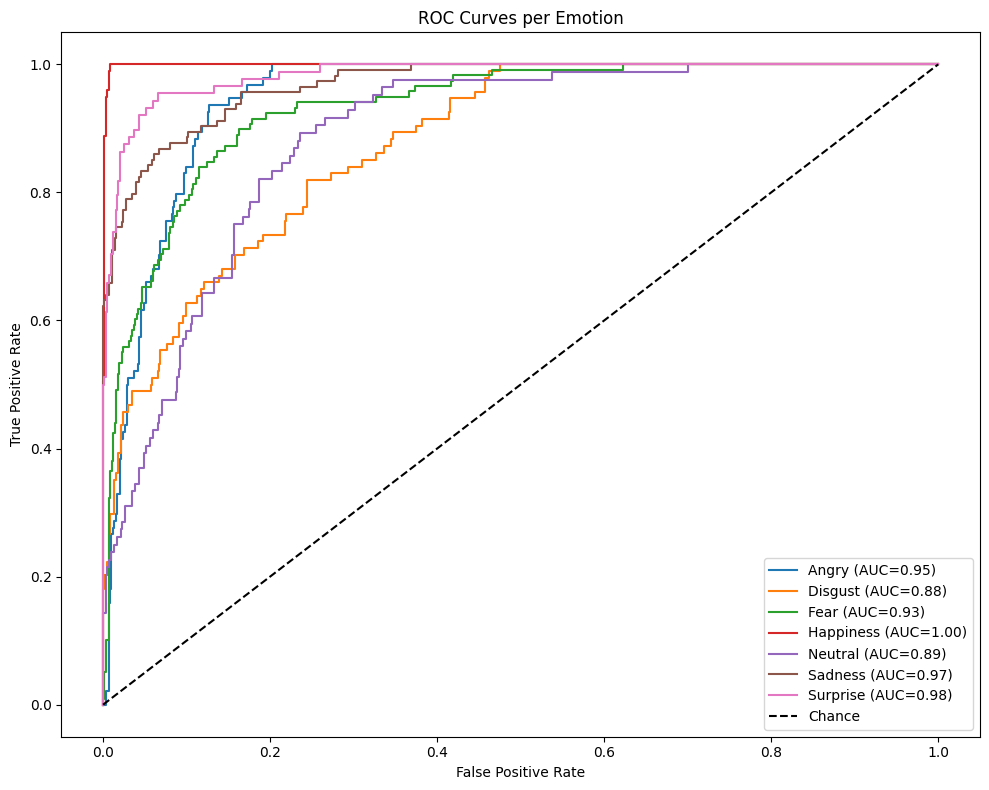 ROC Curves per Emotion
True Positive Rate
1.0
0.8
0.6
0.4
0.2
0.0
0.0 0.2 0.4 0.6 0.8 1.0
False Positive Rate
Angry (AUC=0.95)
Disgust (AUC=0.88)
Fear (AUC=0.93)
Happiness (AUC=1.00)
Neutral (AUC=0.89)
Sadness (AUC=0.97)
Surprise (AUC=0.98)
Chance